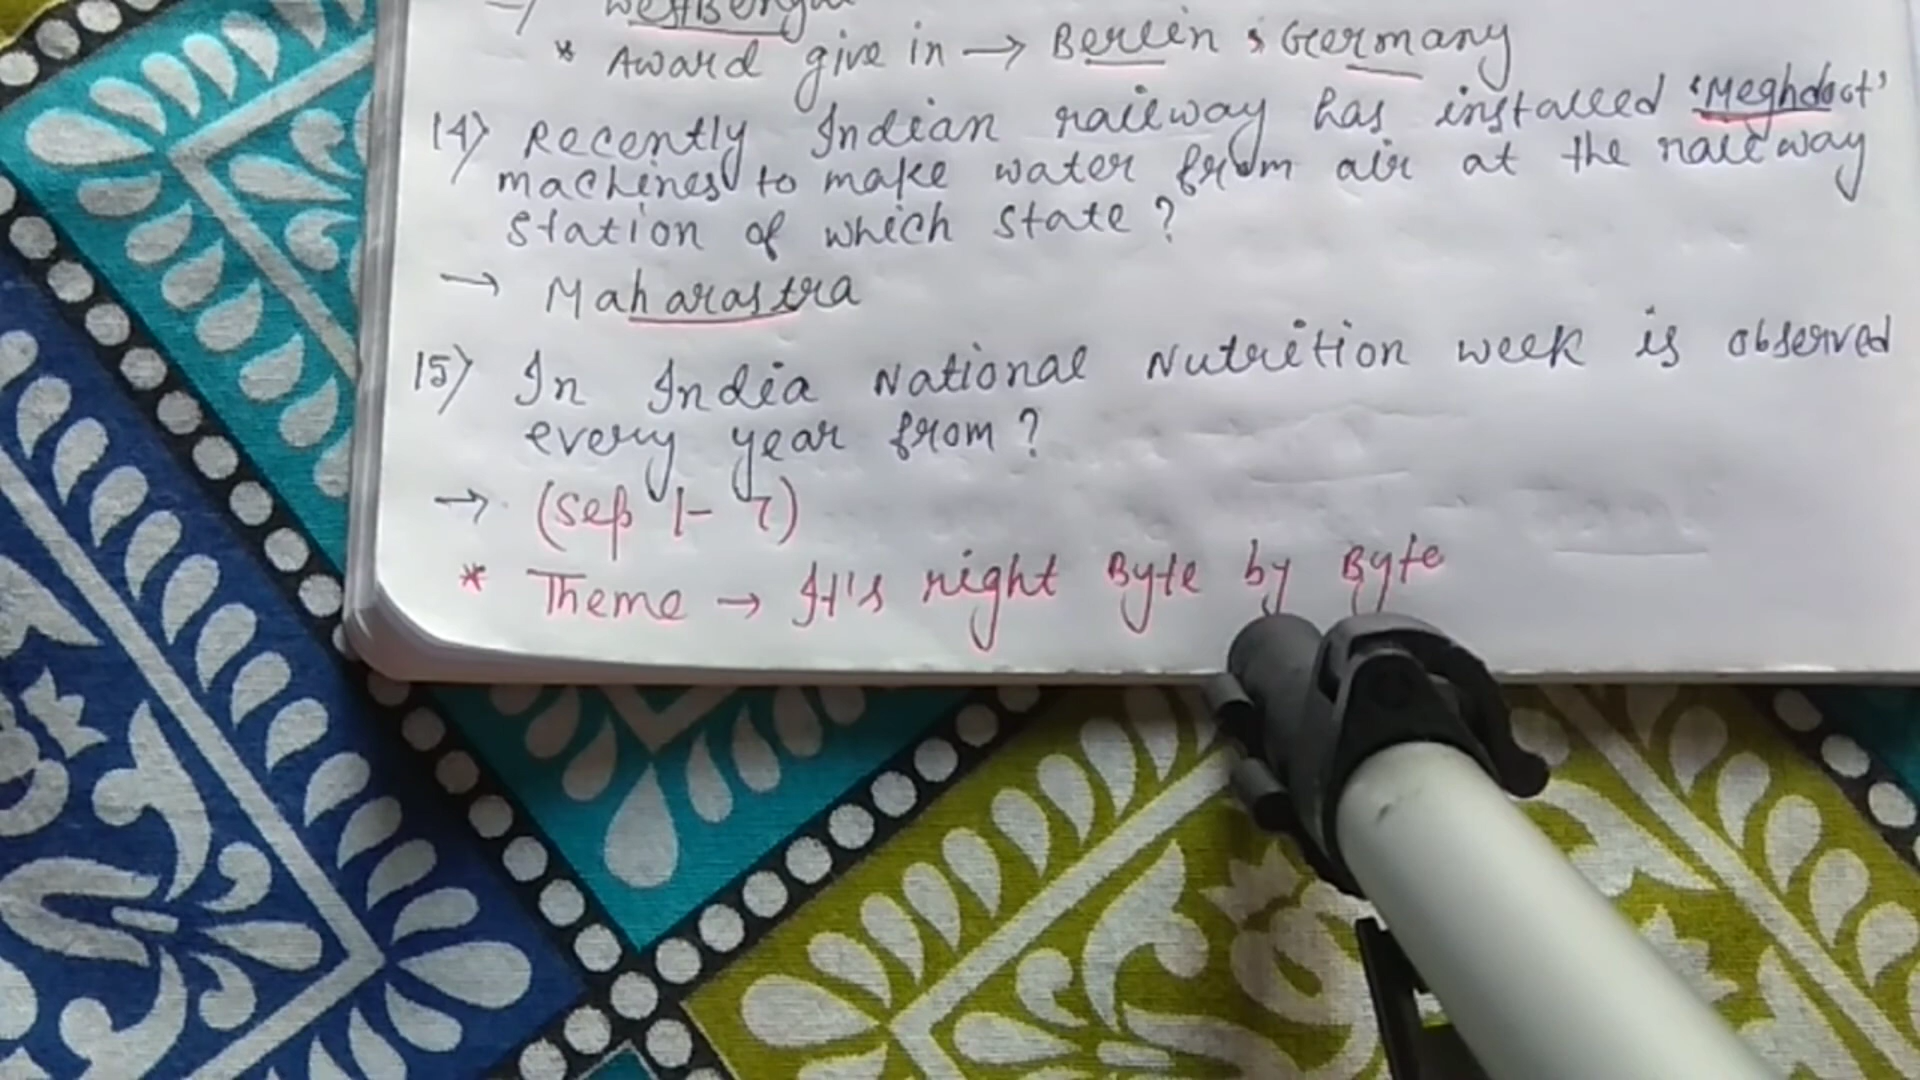 West Bengal
* Award give in → Berlin, Germany
14) Recently Indian railway has installed 'Meghdoot'
machines to make water from air at the railway
station of which state?
→ Maharastra
15) In India National Nutrition week is observed
every year from?
→ (Sep 1-7)
* Theme → It's right Byte by Byte